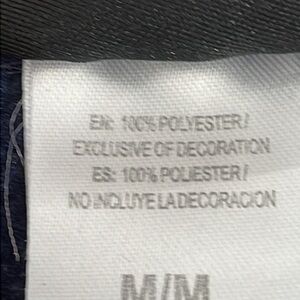 EN: 100% POLYESTER /
EXCLUSIVE OF DECORATION
ES: 100% POLIESTER /
NO INCLUYE LA DECORACION
M/M